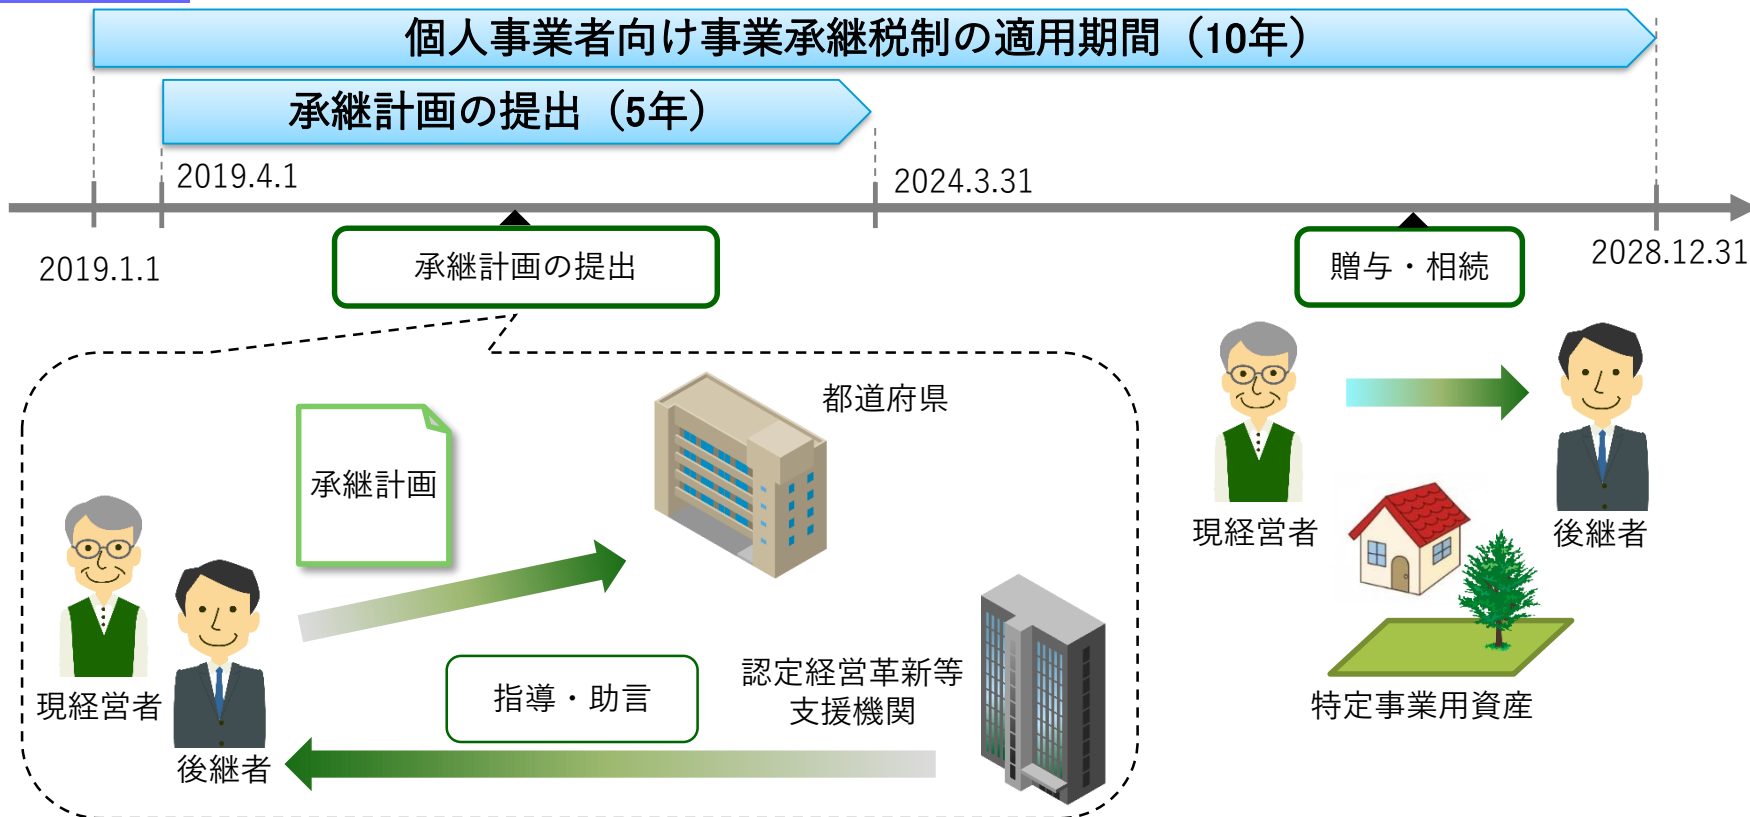 個人事業者向け事業承継税制の適用期間（10年）
承継計画の提出（5年）
2019.4.1
2024.3.31
2019.1.1
承継計画の提出
贈与・相続
2028.12.31
都道府県
承継計画
現経営者
後継者
指導・助言
認定経営革新等
支援機関
現経営者
後継者
特定事業用資産